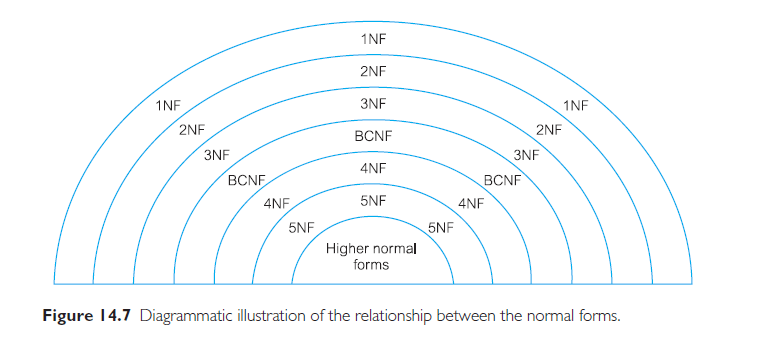 1NF
2NF
1NF 3NF 1NF
2NF BCNF 2NF
3NF 4NF 3NF
BCNF 5NF BCNF
4NF 4NF
5NF 5NF
Higher normal
forms
Figure 14.7 Diagrammatic illustration of the relationship between the normal forms.